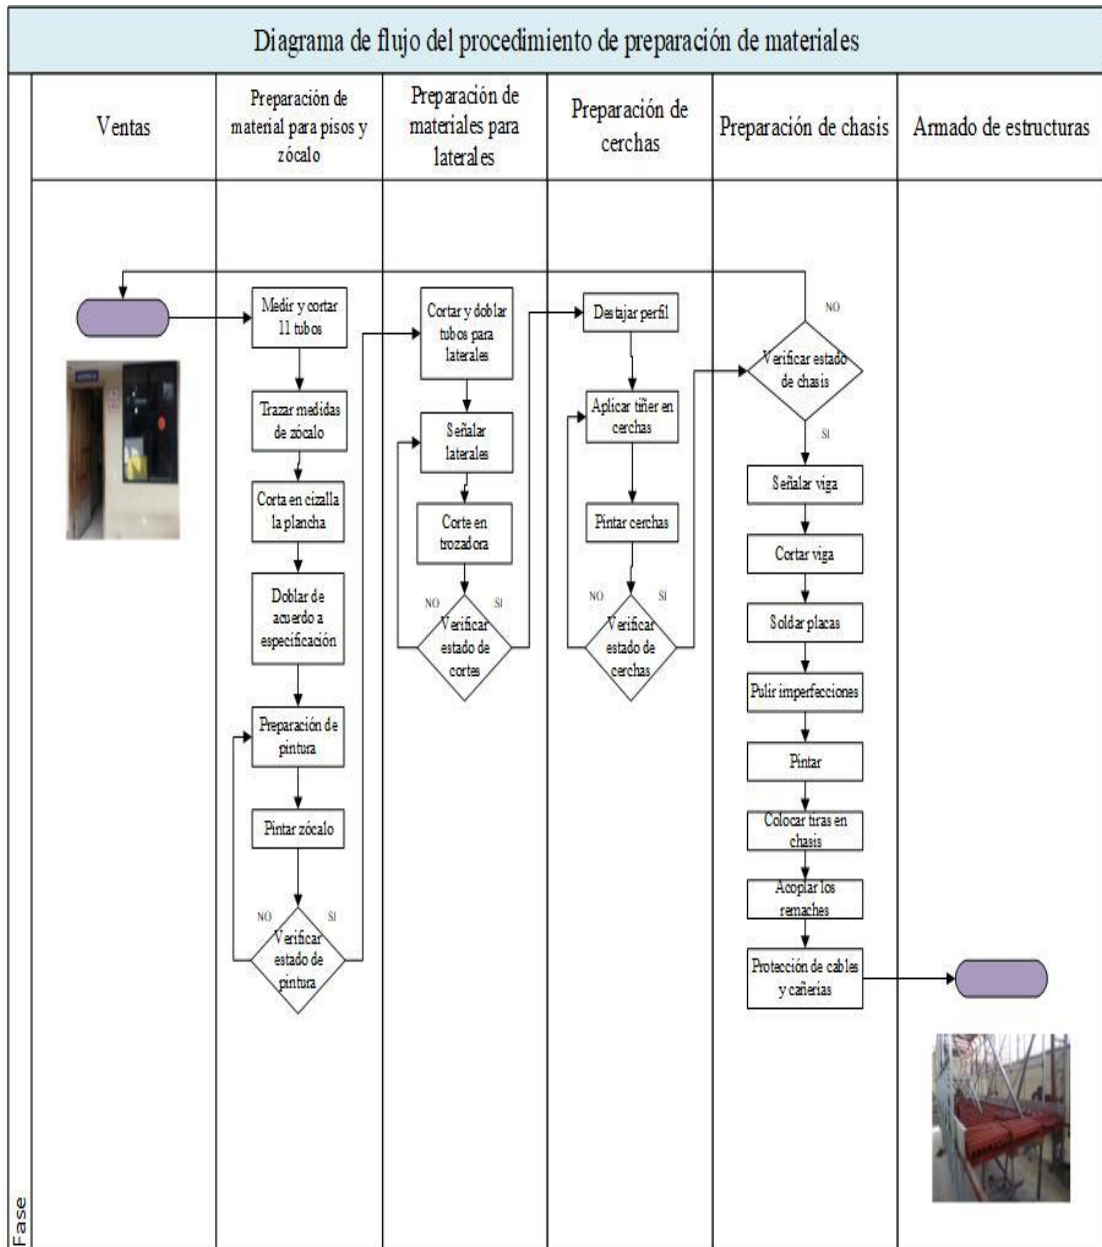 Diagrama de flujo del procedimiento de preparación de materiales
Ventas
Preparación de
material para pisos y
zócalo
Preparación de
materiales para
laterales
Preparación de
cerchas
Preparación de chasis
Armado de estructuras
Medir y cortar
11 tubos
Trazar medidas
de zócalo
Corta en cizalla
la plancha
Doblar de
acuerdo a
especificación
Preparación de
pintura
Pintar zócalo
NO
SI
Verificar
estado de
pintura
Cortar y doblar
tubos para
laterales
Señalar
laterales
Corte en
trozadora
NO
SI
Verificar
estado de
cortes
Destajar perfil
Aplicar tiñer en
cerchas
Pintar cerchas
NO
SI
Verificar
estado de
cerchas
NO
Verificar estado
de chasis
SI
Señalar viga
Cortar viga
Soldar placas
Pulir imperfecciones
Pintar
Colocar tiras en
chasis
Acoplar los
remaches
Protección de cables
y cañerías
Fase